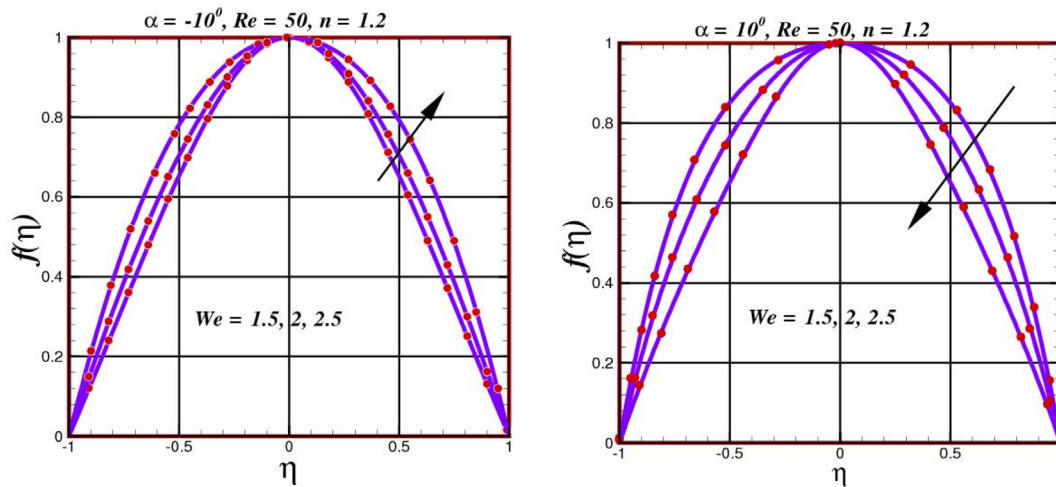 α = -10⁰, Re = 50, n = 1.2
1
0.8
0.6
0.4
0.2
0
f(η)
We = 1.5, 2, 2.5
-1 -0.5 0 0.5 1
η
α = 10⁰, Re = 50, n = 1.2
1
0.8
0.6
0.4
0.2
0
f(η)
We = 1.5, 2, 2.5
-1 -0.5 0 0.5
η